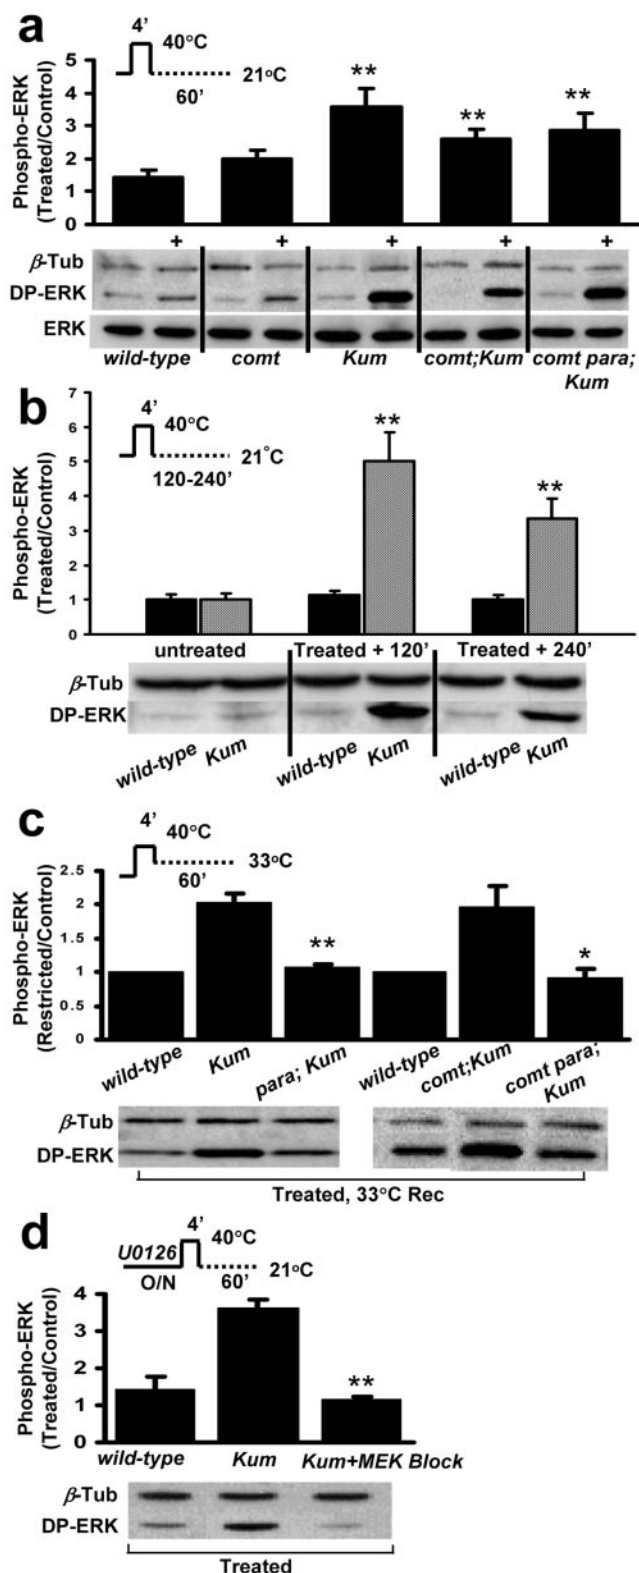 a
4'
40°C
21°C
60'
Phospho-ERK
(Treated/Control)
5
4
3
2
1
0
** ** **
+ + + + +
β-Tub
DP-ERK
ERK
wild-type comt Kum comt;Kum comt para;
Kum
b
4'
40°C
21°C
120-240'
Phospho-ERK
(Treated/Control)
7
6
5
4
3
2
1
0
** **
untreated Treated + 120' Treated + 240'
β-Tub
DP-ERK
wild-type Kum wild-type Kum wild-type Kum
c
4'
40°C
33°C
60'
Phospho-ERK
(Restricted/Control)
2.5
2
1.5
1
0.5
0
** *
wild-type Kum para; Kum wild-type comt;Kum comt para;
Kum
β-Tub
DP-ERK
Treated, 33°C Rec
d
4'
U0126 40°C
O/N 60' 21°C
Phospho-ERK
(Treated/Control)
4
3
2
1
0
**
wild-type Kum Kum+MEK Block
β-Tub
DP-ERK
Treated